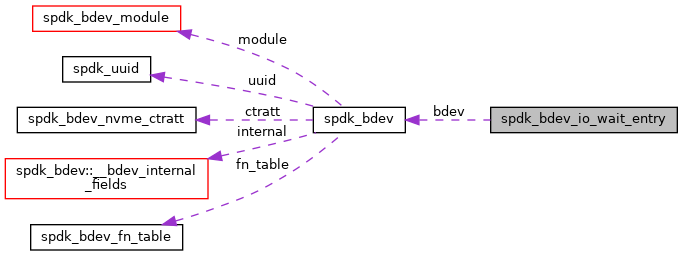 spdk_bdev_module
module
spdk_uuid
uuid
spdk_bdev_nvme_ctratt
ctratt
spdk_bdev
bdev
spdk_bdev_io_wait_entry
internal
spdk_bdev::__bdev_internal
_fields
fn_table
spdk_bdev_fn_table